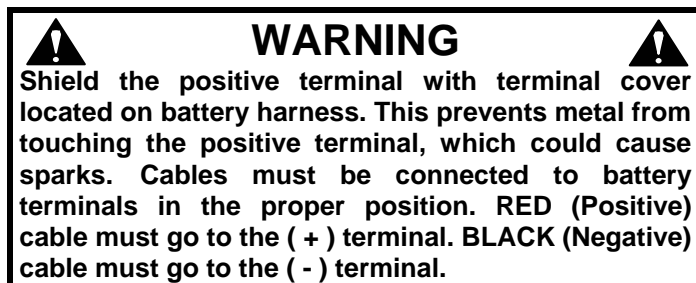 WARNING
Shield the positive terminal with terminal cover
located on battery harness. This prevents metal from
touching the positive terminal, which could cause
sparks. Cables must be connected to battery
terminals in the proper position. RED (Positive)
cable must go to the ( + ) terminal. BLACK (Negative)
cable must go to the ( - ) terminal.